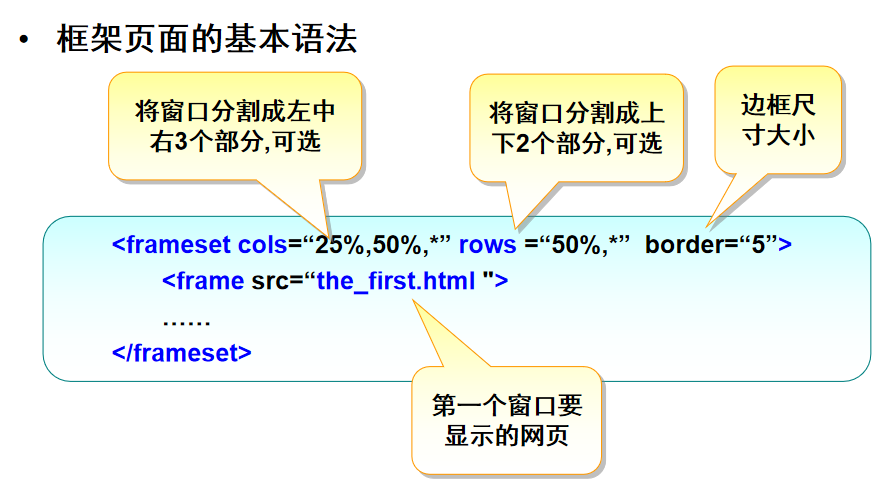 • 框架页面的基本语法
将窗口分割成左中
右3个部分,可选
将窗口分割成上
下2个部分,可选
边框尺
寸大小
<frameset cols=“25%,50%,*” rows =“50%,*”  border=“5”>
<frame src=“the_first.html ">
……
</frameset>
第一个窗口要
显示的网页